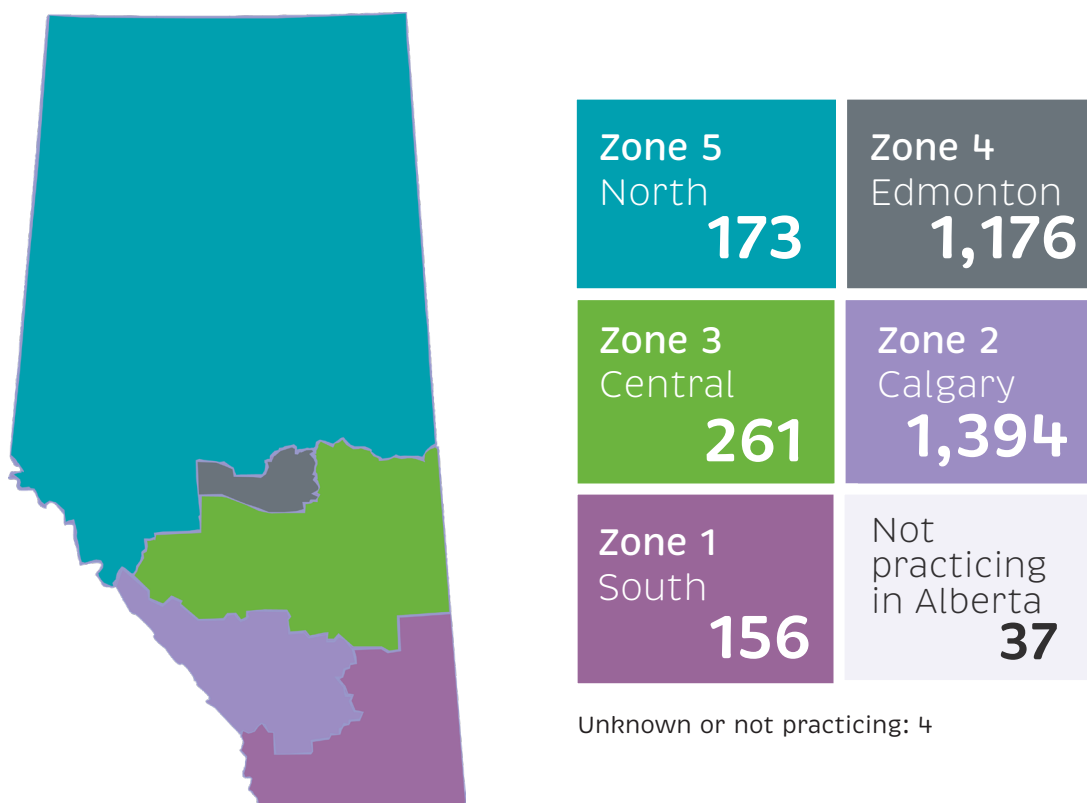 Zone 5
North
173
Zone 4
Edmonton
1,176
Zone 3
Central
261
Zone 2
Calgary
1,394
Zone 1
South
156
Not
practicing
in Alberta
37
Unknown or not practicing: 4